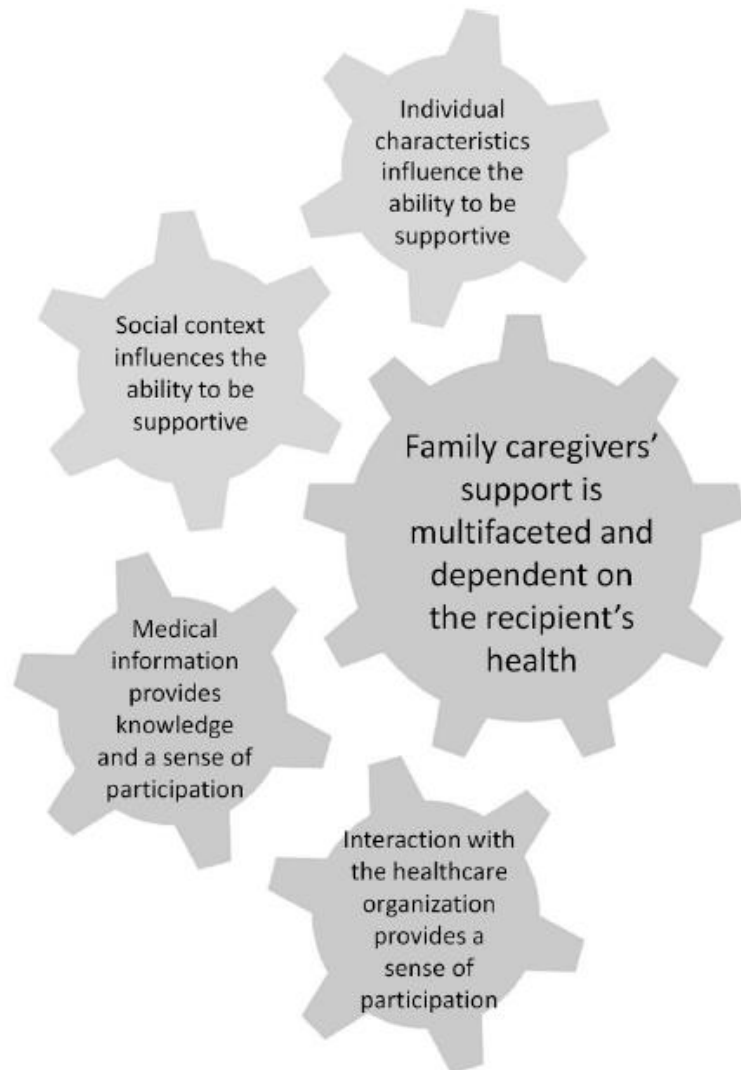 Individual
characteristics
influence the
ability to be
supportive
Social context
influences the
ability to be
supportive
Family caregivers’
support is
multifaceted and
dependent on
the recipient’s
health
Medical
information
provides
knowledge
and a sense of
participation
Interaction with
the healthcare
organization
provides a
sense of
participation